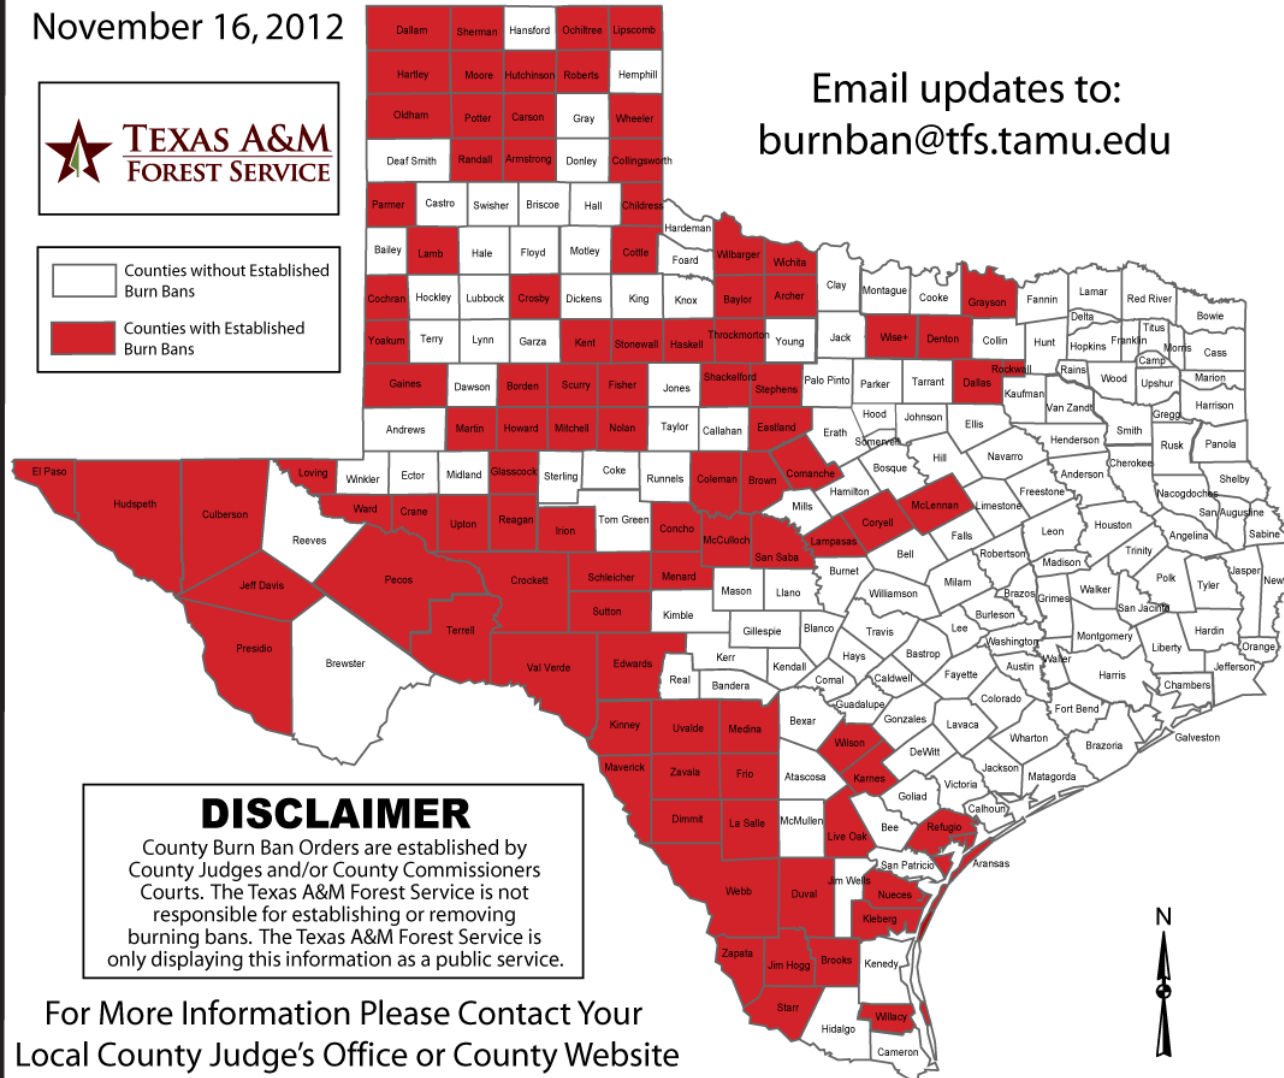 November 16, 2012
TEXAS A&M
FOREST SERVICE
Counties without Established
Burn Bans
Counties with Established
Burn Bans
Email updates to:
burnban@tfs.tamu.edu
Dallam Sherman Hansford Ochiltree Lipscomb
Hartley Moore Hutchinson Roberts Hemphill
Oldham Potter Carson Gray Wheeler
Deaf Smith Randall Armstrong Donley Collingsworth
Parmer Castro Swisher Briscoe Hall Childress
Hardeman
Bailey Lamb Hale Floyd Motley Cottle Foard Wilbarger Wichita
Cochran Hockley Lubbock Crosby Dickens King Knox Baylor Archer Clay Montague Cooke Grayson Fannin Lamar Red River Bowie
Delta Titus
Yoakum Terry Lynn Garza Kent Stonewall Haskell Throckmorton Young Jack Wise+ Denton Collin Hunt Hopkins Franklin Morris Cass
Camp
Gaines Dawson Borden Scurry Fisher Jones Shackelford Stephens Palo Pinto Parker Tarrant Dallas Rockwall Kaufman Rains Wood Upshur Marion
Van Zandt Gregg Harrison
Andrews Martin Howard Mitchell Nolan Taylor Callahan Eastland Erath Hood Somervell Johnson Ellis Henderson Smith Rusk Panola
El Paso Hudspeth Culberson Loving Winkler Ector Midland Glasscock Sterling Coke Runnels Coleman Brown Comanche Hamilton Bosque Hill Navarro Anderson Cherokee Nacogdoches Shelby
San Augustine
Reeves Ward Crane Upton Reagan Irion Tom Green Concho McCulloch San Saba Mills Lampasas Coryell McLennan Limestone Freestone Leon Houston Angelina Sabine
Falls Robertson Madison Trinity
Jeff Davis Pecos Crockett Schleicher Menard Mason Llano Burnet Bell Williamson Milam Brazos Grimes Walker San Jacinto Polk Tyler Jasper New
Presidio Brewster Terrell Sutton Kimble Gillespie Blanco Travis Lee Burleson Washington Montgomery Liberty Hardin Orange
Val Verde Edwards Real Kerr Bandera Kendall Comal Hays Caldwell Bastrop Fayette Austin Waller Harris Chambers Jefferson
Kinney Uvalde Medina Bexar Guadalupe Gonzales Lavaca Colorado Fort Bend
Wilson DeWitt Wharton Brazoria Galveston
Maverick Zavala Frio Atascosa Karnes Goliad Victoria Jackson Matagorda
Calhoun
Dimmit La Salle McMullen Live Oak Bee Refugio
San Patricio Aransas
Webb Duval Jim Wells Nueces
Kleberg
Zapata Jim Hogg Brooks Kenedy
Starr Hidalgo Willacy
Cameron
DISCLAIMER
County Burn Ban Orders are established by
County Judges and/or County Commissioners
Courts. The Texas A&M Forest Service is not
responsible for establishing or removing
burning bans. The Texas A&M Forest Service is
only displaying this information as a public service.
For More Information Please Contact Your
Local County Judge's Office or County Website
N